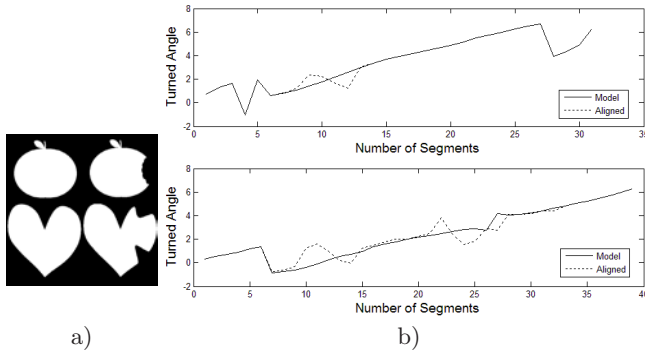 8
6
4
2
0
-2
Turned Angle
0 5 10 15 20 25 30 35
Number of Segments
Model
Aligned
8
6
4
2
0
-2
Turned Angle
0 5 10 15 20 25 30 35 40
Number of Segments
Model
Aligned
a) b)